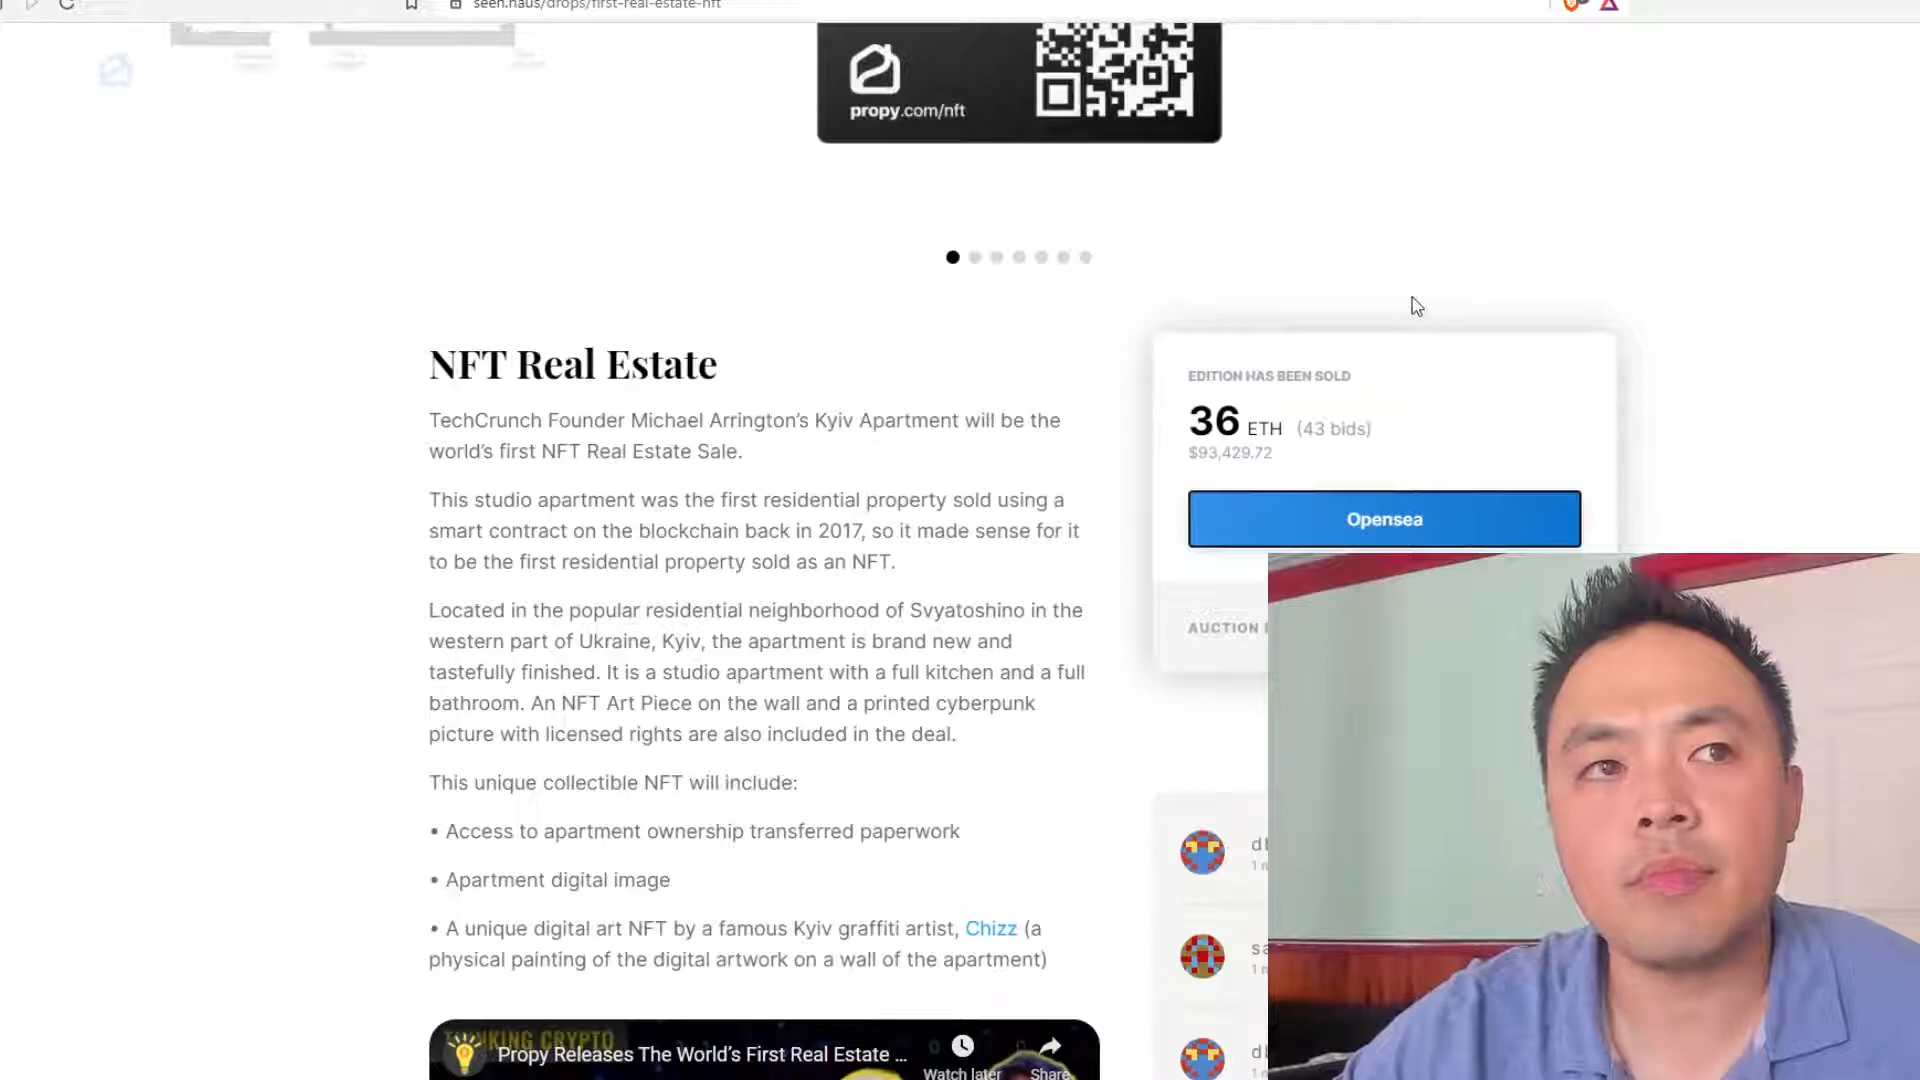 seen.haus/drops/first-real-estate-nft
propy.com/nft
NFT Real Estate
TechCrunch Founder Michael Arrington's Kyiv Apartment will be the
world's first NFT Real Estate Sale.
This studio apartment was the first residential property sold using a
smart contract on the blockchain back in 2017, so it made sense for it
to be the first residential property sold as an NFT.
Located in the popular residential neighborhood of Svyatoshino in the
western part of Ukraine, Kyiv, the apartment is brand new and
tastefully finished. It is a studio apartment with a full kitchen and a full
bathroom. An NFT Art Piece on the wall and a printed cyberpunk
picture with licensed rights are also included in the deal.
This unique collectible NFT will include:
• Access to apartment ownership transferred paperwork
• Apartment digital image
• A unique digital art NFT by a famous Kyiv graffiti artist, Chizz (a
physical painting of the digital artwork on a wall of the apartment)
THINKING CRYPTO
Propy Releases The World's First Real Estate ...
Watch later
Share
EDITION HAS BEEN SOLD
36 ETH (43 bids)
$93,429.72
Opensea
AUCTION